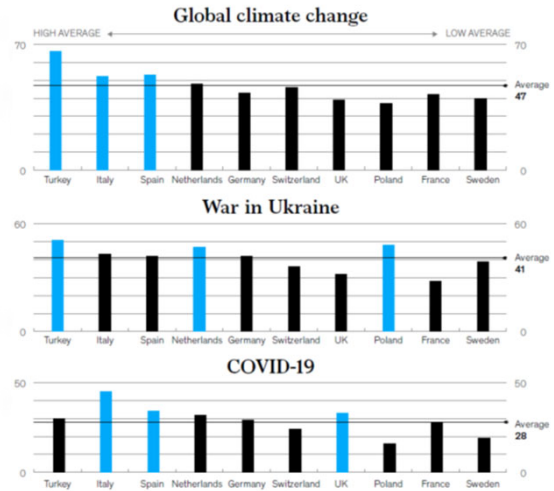 Global climate change
HIGH AVERAGE LOW AVERAGE
70 70
Average
47
0 0
Turkey Italy Spain Netherlands Germany Switzerland UK Poland France Sweden
War in Ukraine
60 60
Average
41
0 0
Turkey Italy Spain Netherlands Germany Switzerland UK Poland France Sweden
COVID-19
50 50
Average
28
0 0
Turkey Italy Spain Netherlands Germany Switzerland UK Poland France Sweden